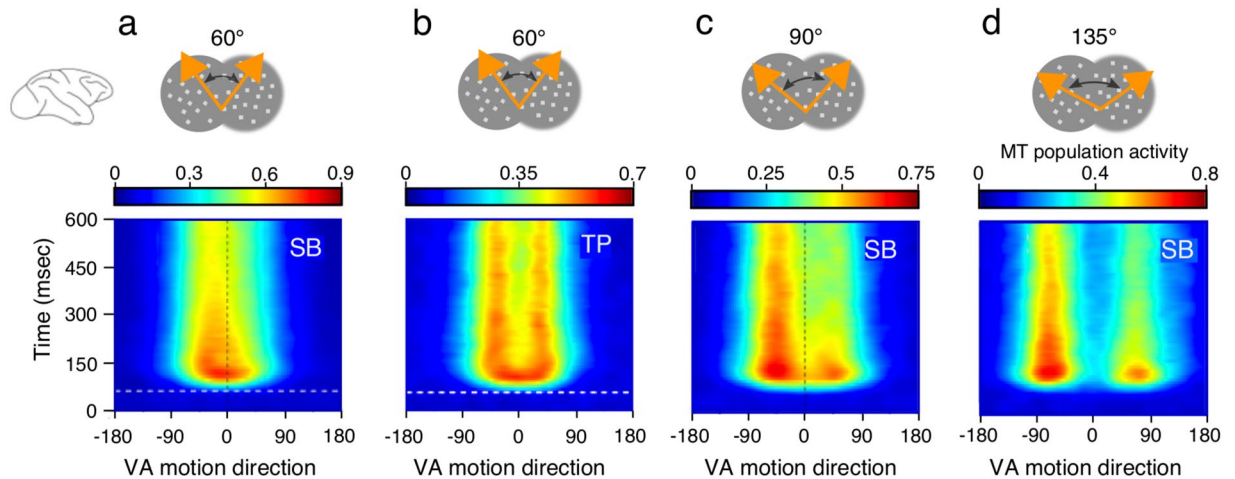 a
b
c
d
60°
60°
90°
135°
MT population activity
0 0.3 0.6 0.9
0 0.35 0.7
0 0.25 0.5 0.75
0 0.4 0.8
Time (msec)
600
450
300
150
0
SB
TP
SB
SB
-180 -90 0 90 180
-180 -90 0 90 180
-180 -90 0 90 180
-180 -90 0 90 180
VA motion direction
VA motion direction
VA motion direction
VA motion direction